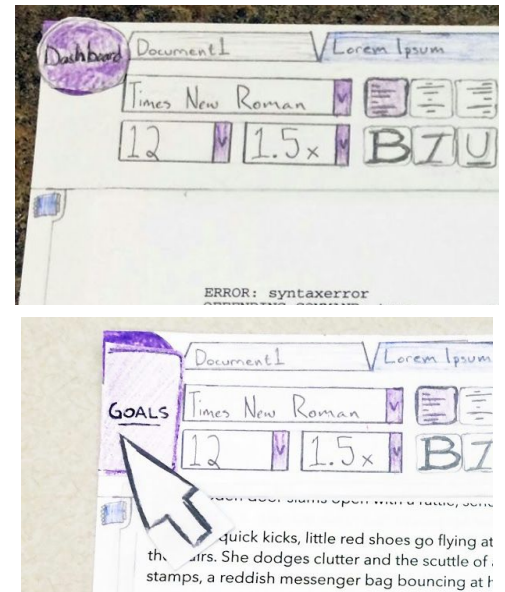 Dashboard Document1 Lorem Ipsum
Times New Roman
12 1.5x B I U
ERROR: syntaxerror
Document1 Lorem Ipsum
GOALS Times New Roman
12 1.5x B I
quick kicks, little red shoes go flying at
She dodges clutter and the scuttle of
stamps, a reddish messenger bag bouncing at